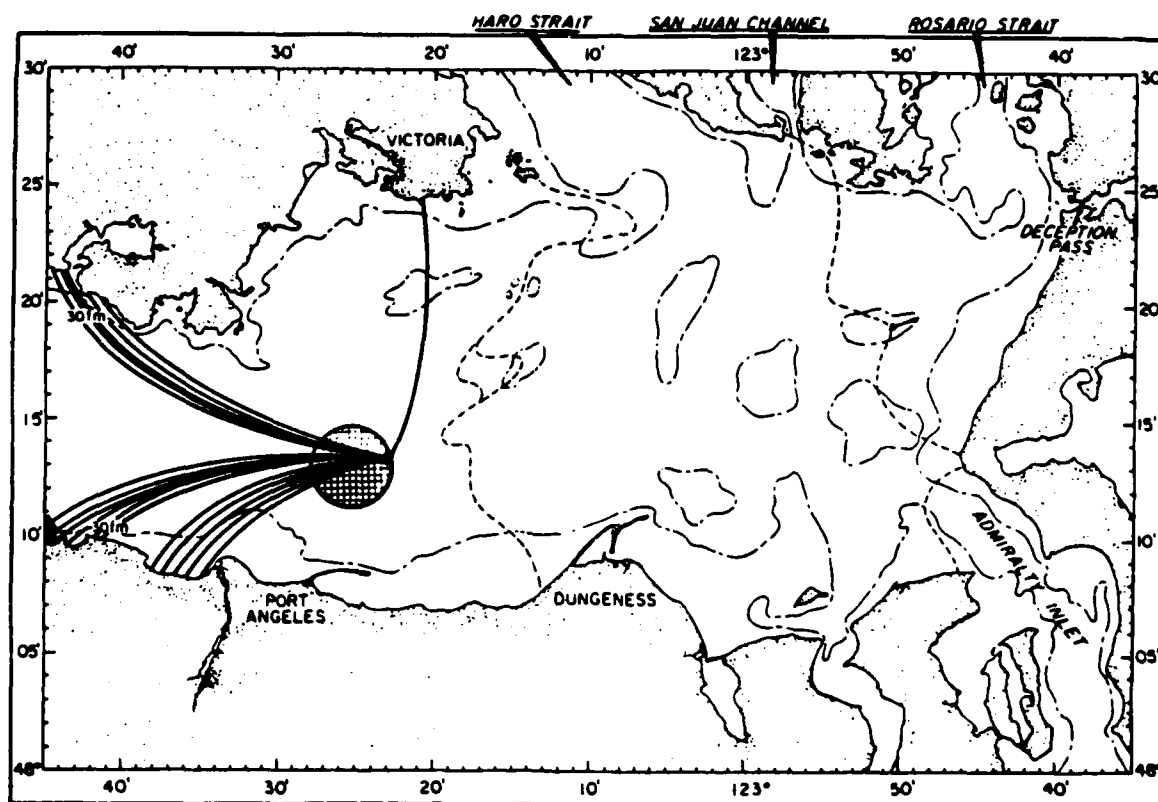 HARO STRAIT SAN JUAN CHANNEL ROSARIO STRAIT
40' 30' 20' 10' 123° 50' 40'
30' 30'
VICTORIA
25' 25'
DECEPTION
PASS
20' 20'
30fm
15' 15'
30fm
10' 10'
ADMIRALTY
INLET
PORT
ANGELES
DUNGENESS
05' 05'
48° 48°
40' 30' 20' 10' 123° 50' 40'